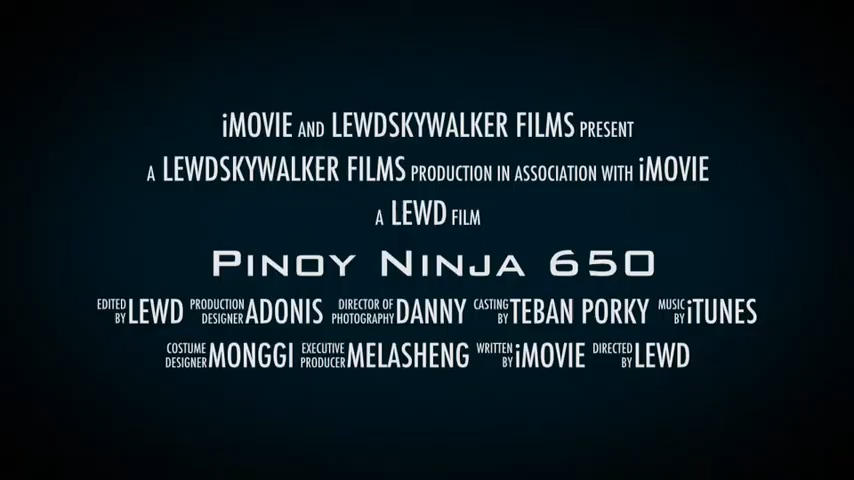 iMOVIE AND LEWDSKYWALKER FILMS PRESENT
A LEWDSKYWALKER FILMS PRODUCTION IN ASSOCIATION WITH iMOVIE
A LEWD FILM
PINOY NINJA 650
EDITED BY LEWD PRODUCTION DESIGNER ADONIS DIRECTOR OF PHOTOGRAPHY DANNY CASTING BY TEBAN PORKY MUSIC BY iTUNES
COSTUME DESIGNER MONGGI EXECUTIVE PRODUCER MELASHENG WRITTEN BY iMOVIE DIRECTED BY LEWD